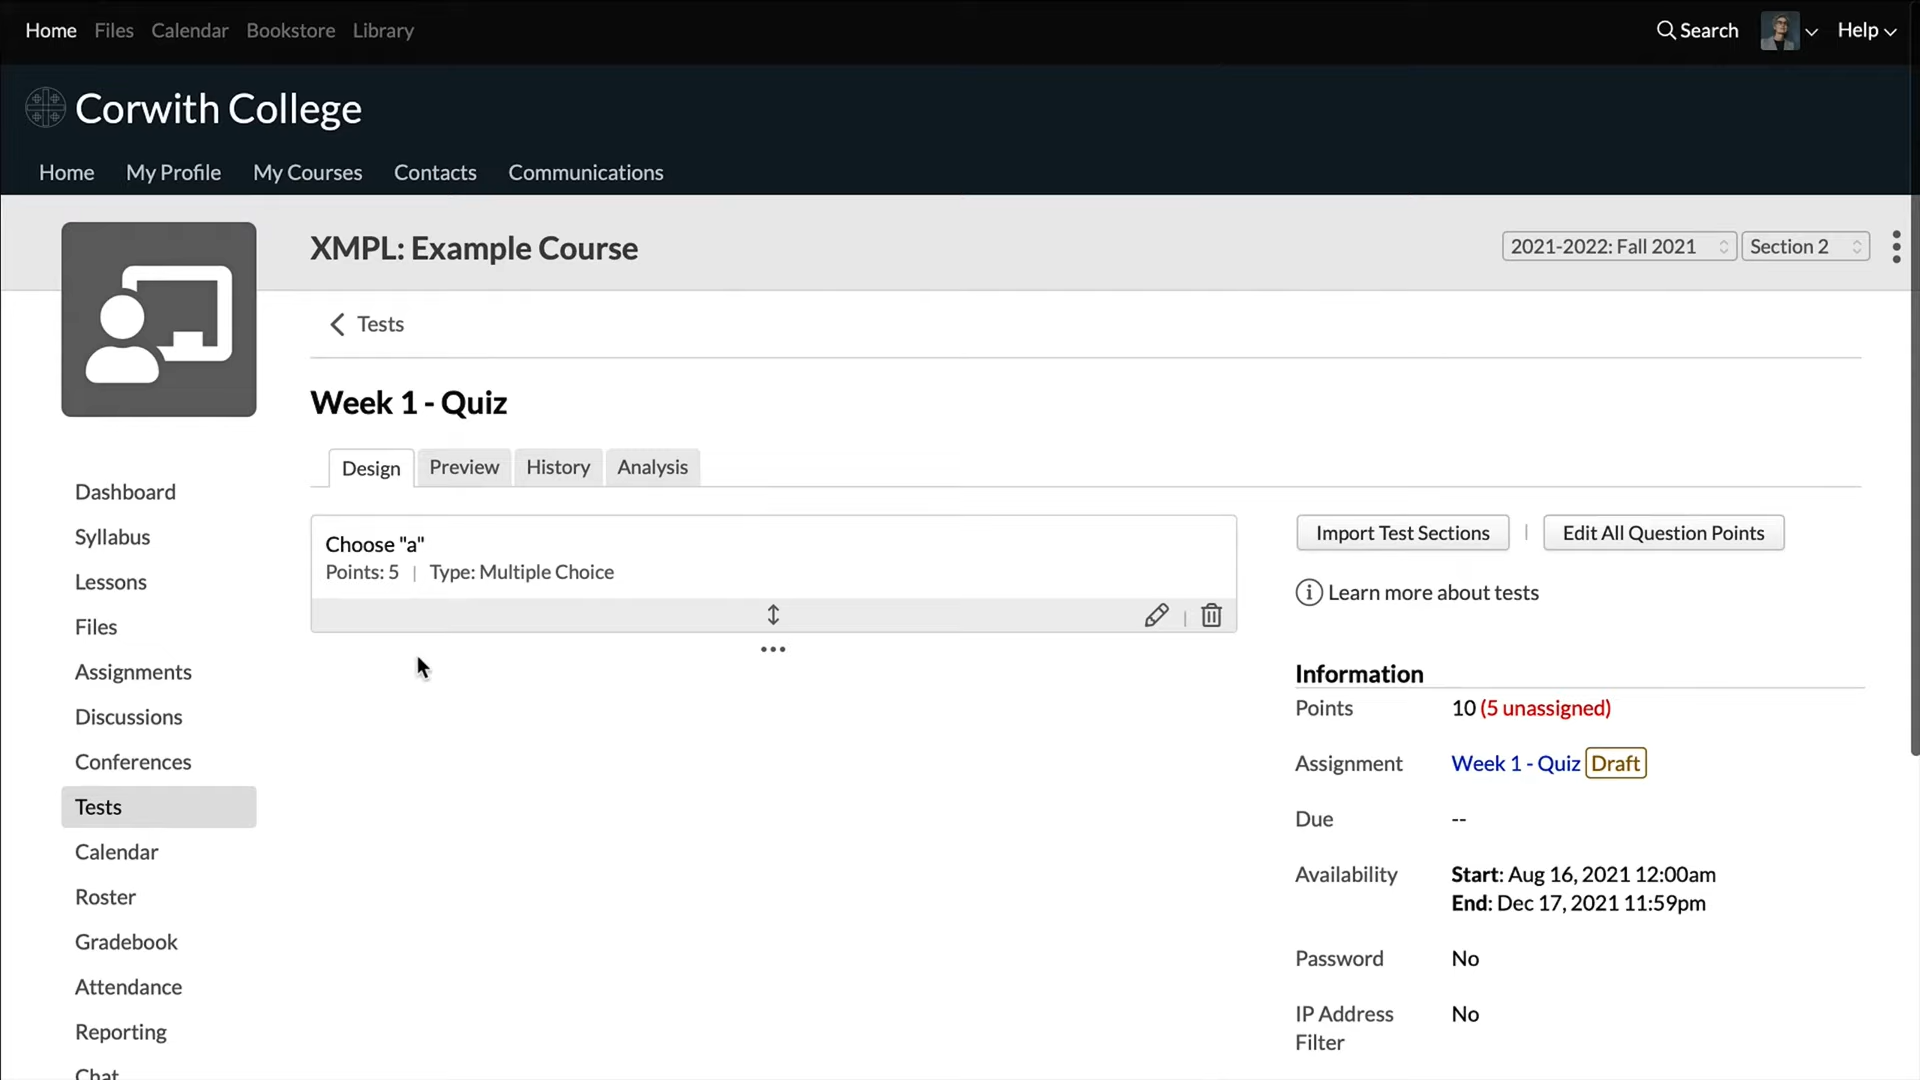 Home Files Calendar Bookstore Library Search Help
Corwith College
Home My Profile My Courses Contacts Communications
XMPL: Example Course 2021-2022: Fall 2021 Section 2
Tests
Week 1 - Quiz
Design Preview History Analysis
Dashboard
Syllabus
Lessons
Files
Assignments
Discussions
Conferences
Tests
Calendar
Roster
Gradebook
Attendance
Reporting
Chat
Choose "a"
Points: 5 | Type: Multiple Choice
Import Test Sections | Edit All Question Points
Learn more about tests
Information
Points 10 (5 unassigned)
Assignment Week 1 - Quiz Draft
Due --
Availability Start: Aug 16, 2021 12:00am
End: Dec 17, 2021 11:59pm
Password No
IP Address No
Filter